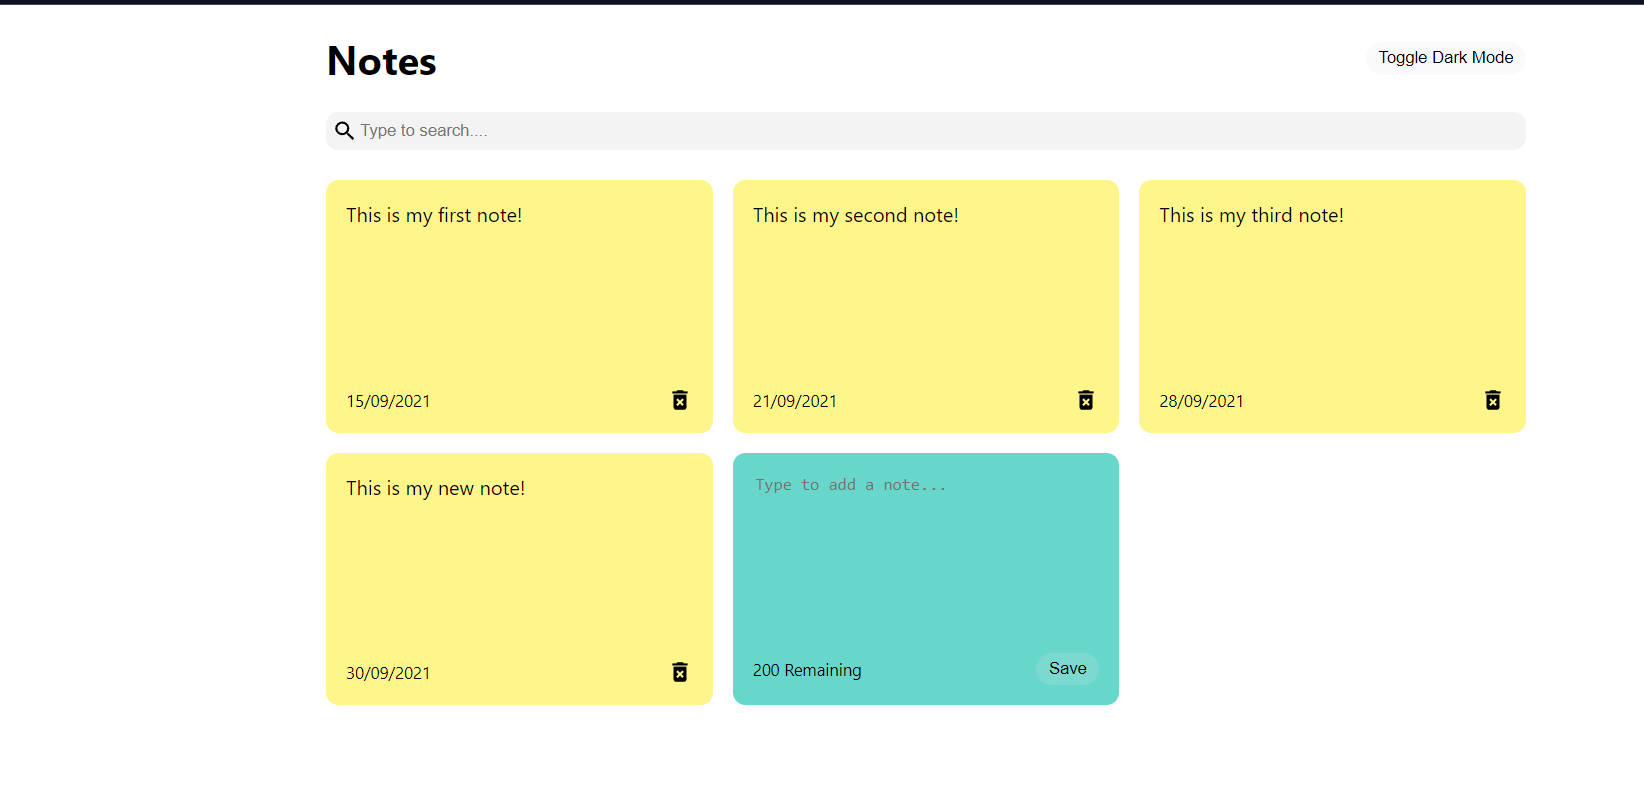 Notes
Toggle Dark Mode
Type to search....
This is my first note!
15/09/2021
This is my second note!
21/09/2021
This is my third note!
28/09/2021
This is my new note!
30/09/2021
Type to add a note...
200 Remaining
Save